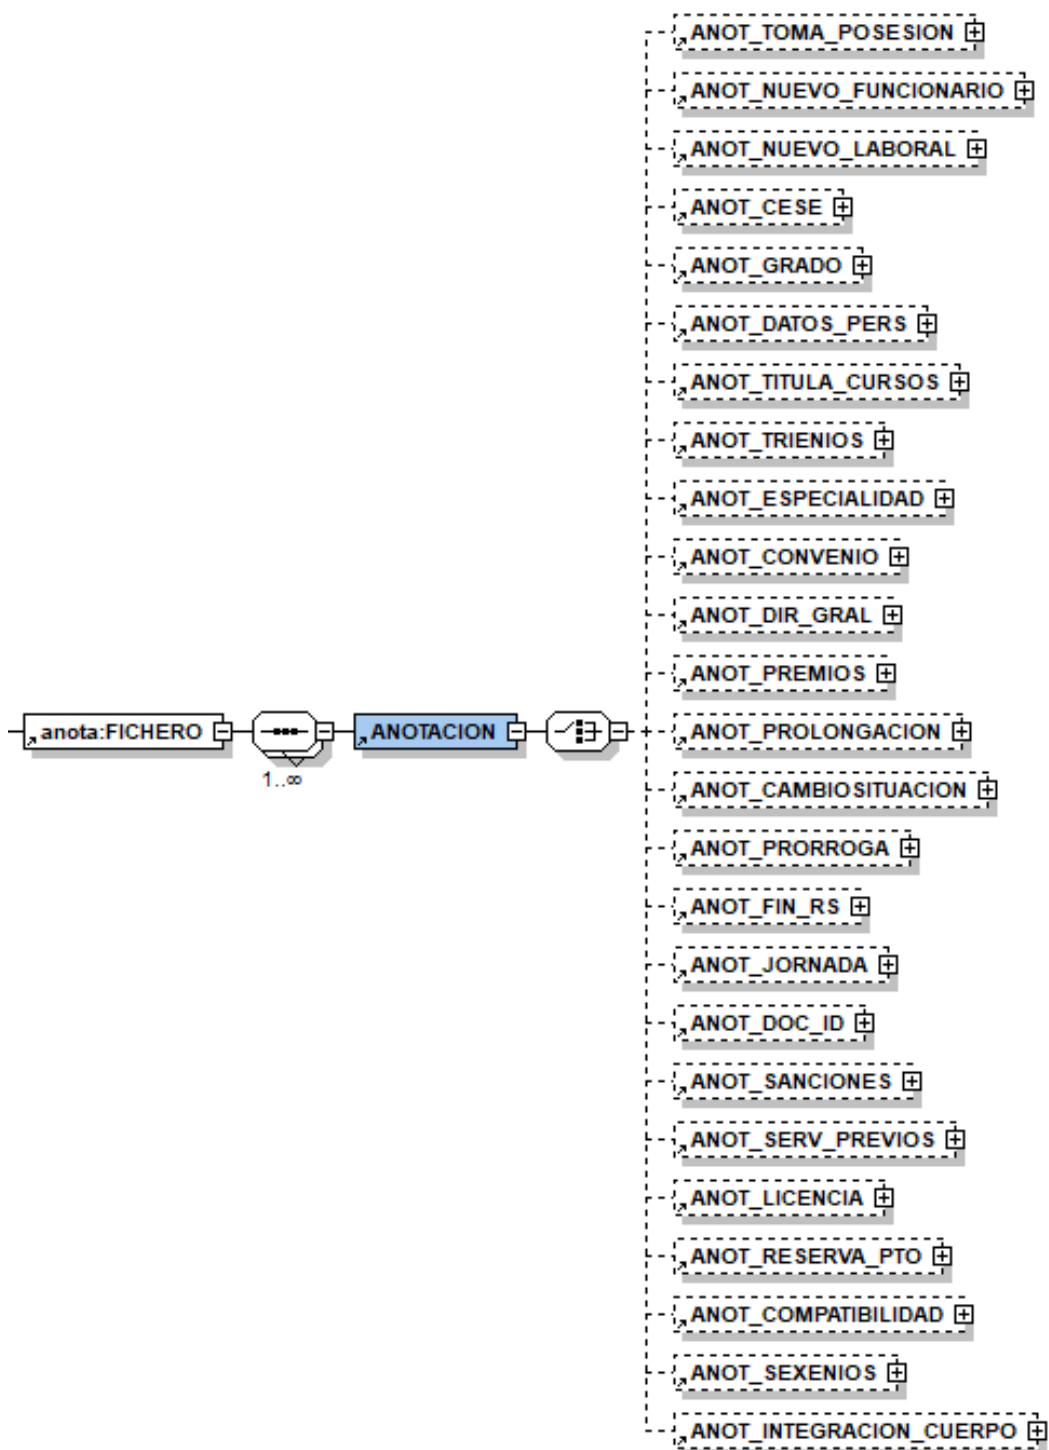 ANOT_TOMA_POSESION
ANOT_NUEVO_FUNCIONARIO
ANOT_NUEVO_LABORAL
ANOT_CESE
ANOT_GRADO
ANOT_DATOS_PERS
ANOT_TITULA_CURSOS
ANOT_TRIENIOS
ANOT_ESPECIALIDAD
ANOT_CONVENIO
ANOT_DIR_GRAL
ANOT_PREMIOS
anota:FICHERO
1..∞
ANOTACION
ANOT_PROLONGACION
ANOT_CAMBIOSITUACION
ANOT_PRORROGA
ANOT_FIN_RS
ANOT_JORNADA
ANOT_DOC_ID
ANOT_SANCIONES
ANOT_SERV_PREVIOS
ANOT_LICENCIA
ANOT_RESERVA_PTO
ANOT_COMPATIBILIDAD
ANOT_SEXENIOS
ANOT_INTEGRACION_CUERPO